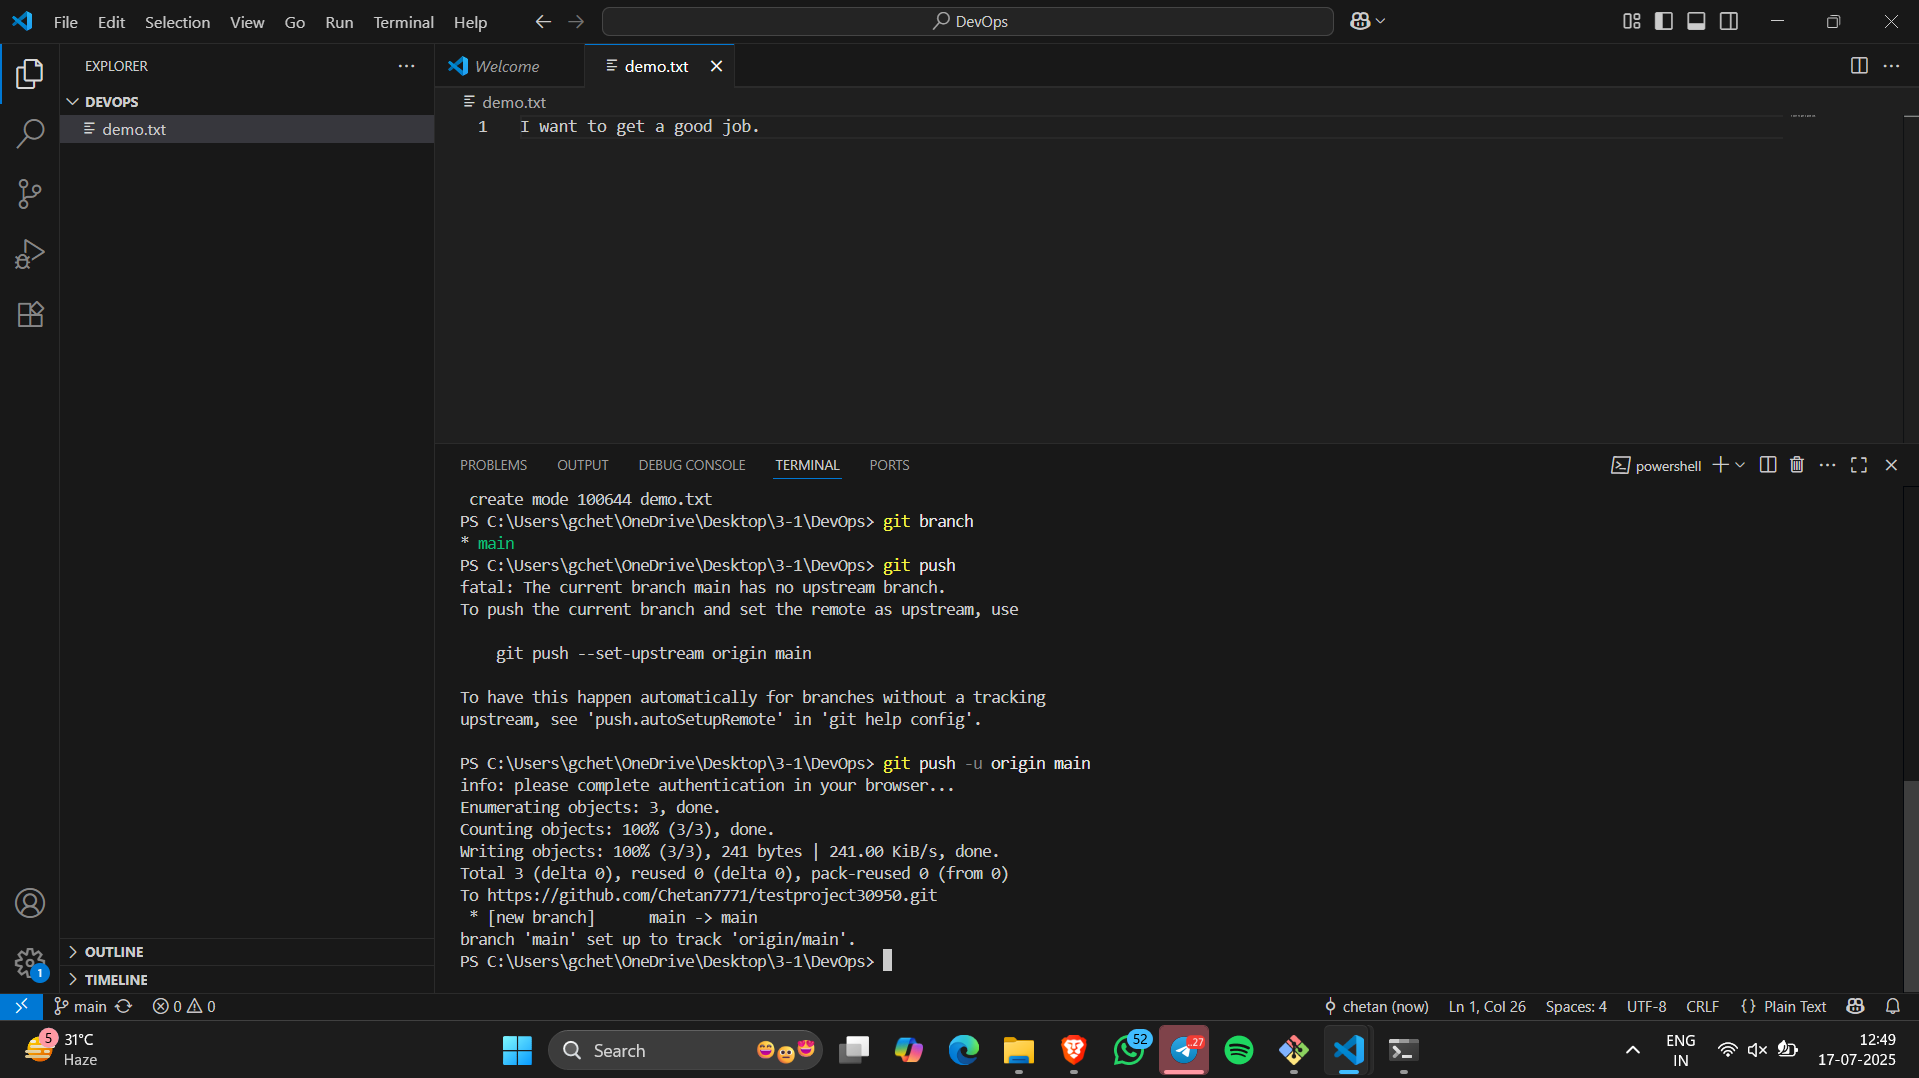 File Edit Selection View Go Run Terminal Help
DevOps
EXPLORER
DEVOPS
demo.txt
Welcome
demo.txt
demo.txt
1 I want to get a good job.
PROBLEMS OUTPUT DEBUG CONSOLE TERMINAL PORTS
powershell
create mode 100644 demo.txt
PS C:\Users\gchet\OneDrive\Desktop\3-1\DevOps> git branch
* main
PS C:\Users\gchet\OneDrive\Desktop\3-1\DevOps> git push
fatal: The current branch main has no upstream branch.
To push the current branch and set the remote as upstream, use
git push --set-upstream origin main
To have this happen automatically for branches without a tracking
upstream, see 'push.autoSetupRemote' in 'git help config'.
PS C:\Users\gchet\OneDrive\Desktop\3-1\DevOps> git push -u origin main
info: please complete authentication in your browser...
Enumerating objects: 3, done.
Counting objects: 100% (3/3), done.
Writing objects: 100% (3/3), 241 bytes | 241.00 KiB/s, done.
Total 3 (delta 0), reused 0 (delta 0), pack-reused 0 (from 0)
To https://github.com/Chetan7771/testproject30950.git
* [new branch] main -> main
branch 'main' set up to track 'origin/main'.
PS C:\Users\gchet\OneDrive\Desktop\3-1\DevOps>
OUTLINE
TIMELINE
1
main 0 0
chetan (now) Ln 1, Col 26 Spaces: 4 UTF-8 CRLF {} Plain Text
5
31°C
Haze
Search
52
27
ENG
IN
12:49
17-07-2025